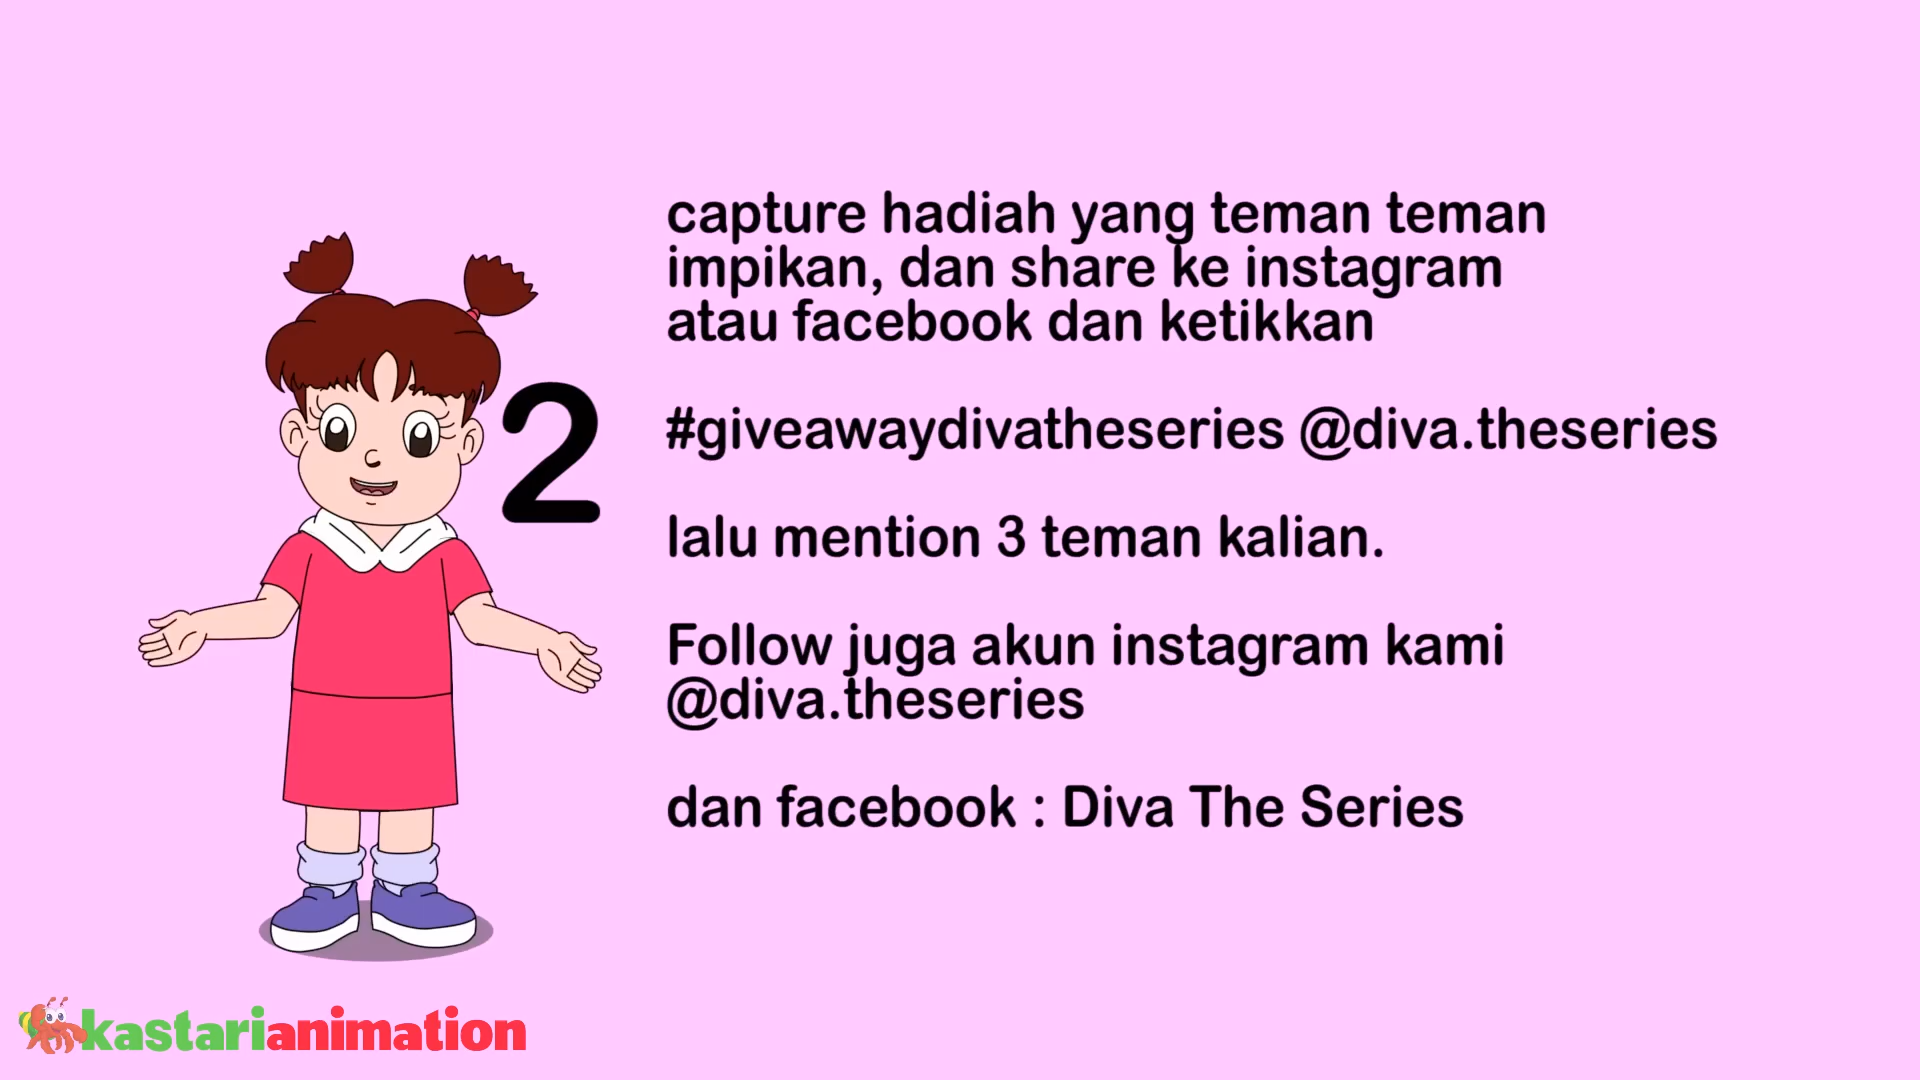 2
capture hadiah yang teman teman
impikan, dan share ke instagram
atau facebook dan ketikkan
#giveawaydivatheseries @diva.theseries
lalu mention 3 teman kalian.
Follow juga akun instagram kami
@diva.theseries
dan facebook : Diva The Series
kastarianimation